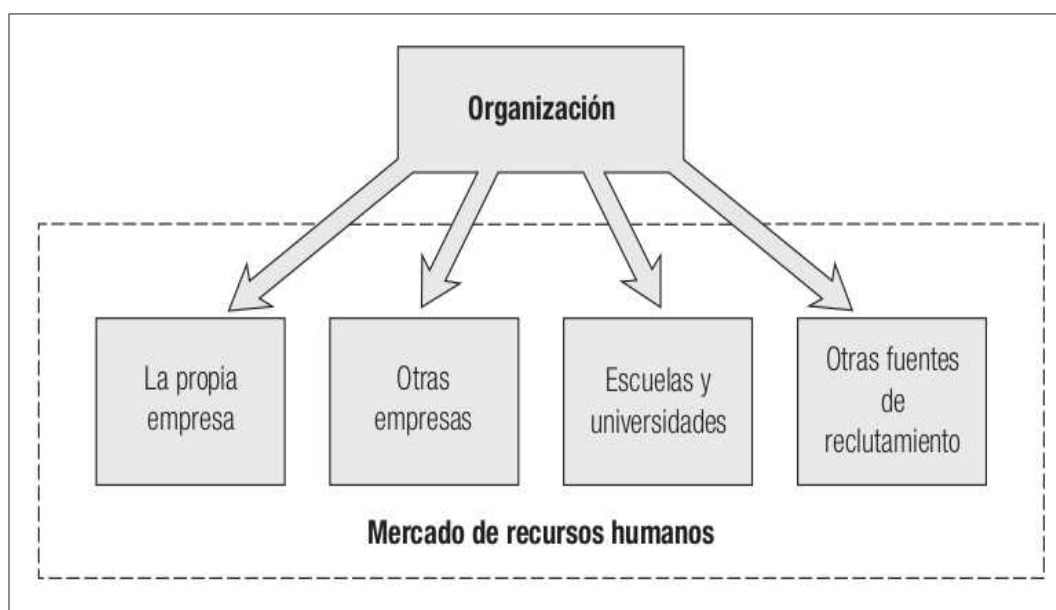 Organización
La propia
empresa
Otras
empresas
Escuelas y
universidades
Otras fuentes
de
reclutamiento
Mercado de recursos humanos